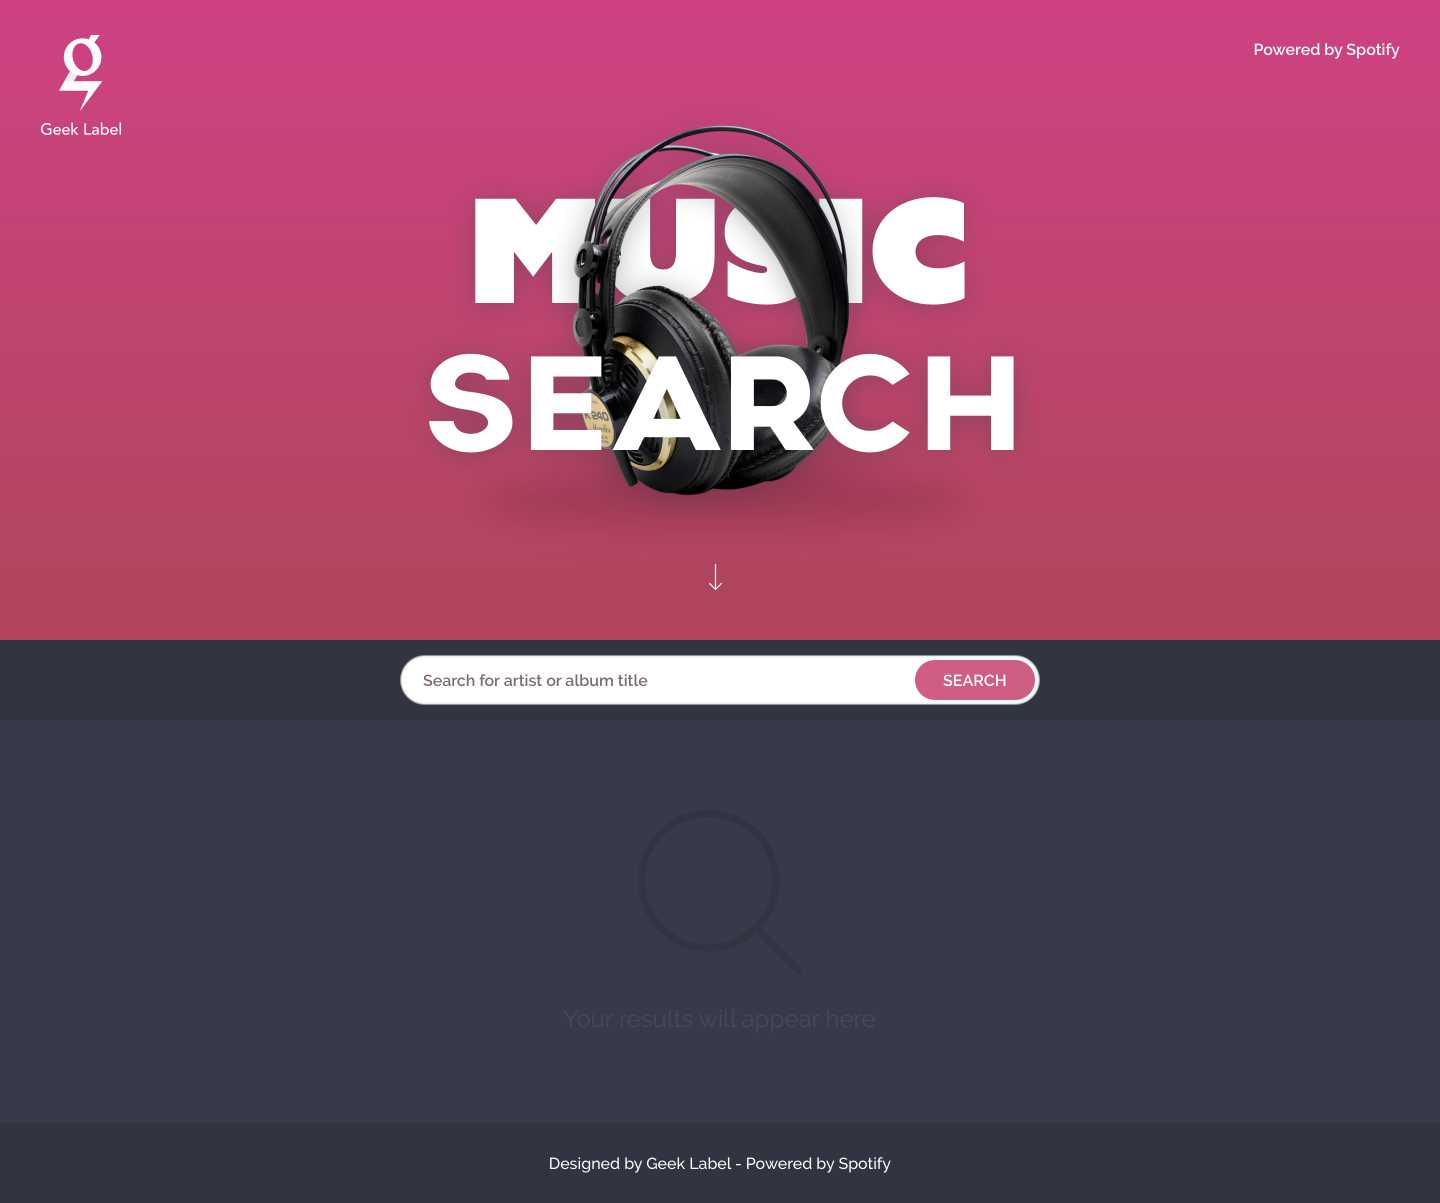 Powered by Spotify
Geek Label
MUSIC
SEARCH
K 240
Search for artist or album title
SEARCH
Your results will appear here
Designed by Geek Label - Powered by Spotify